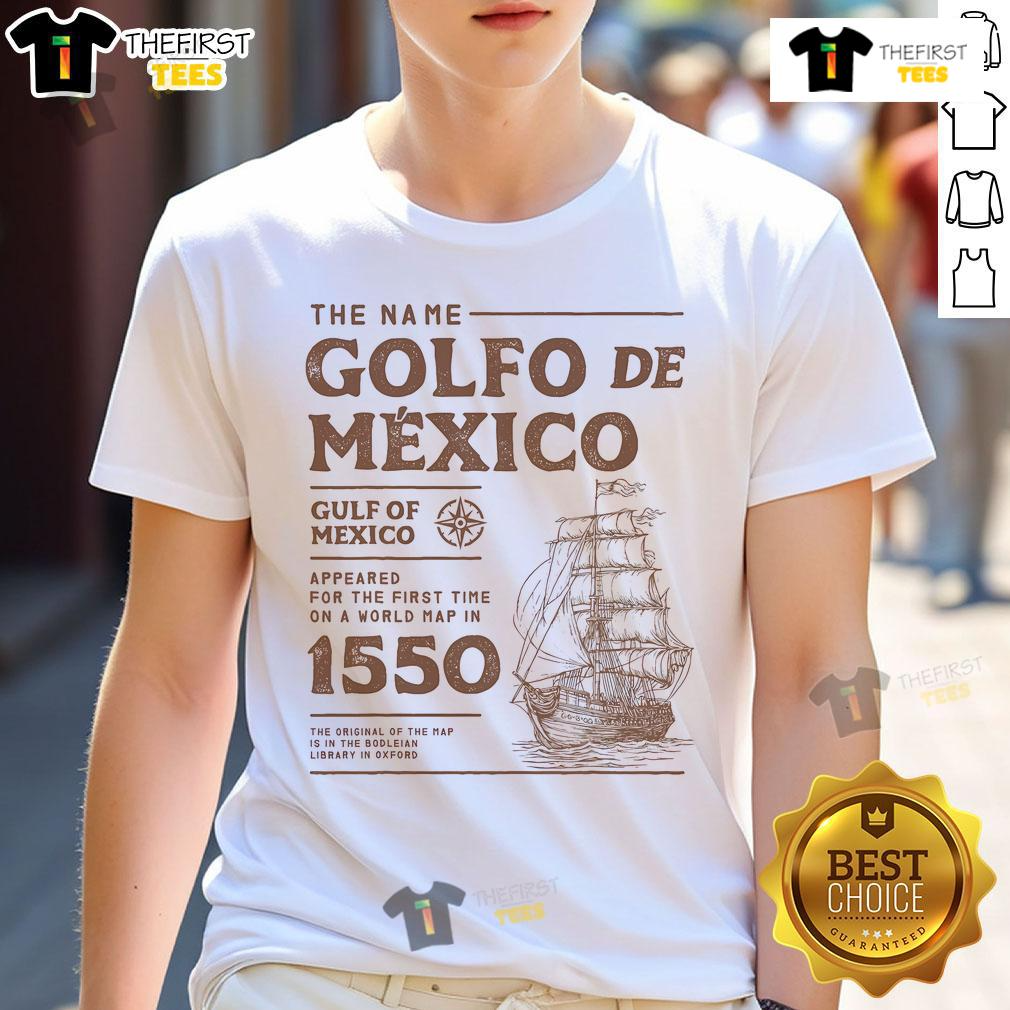 THEFIRST
TEES
THEFIRST
TEES
THE NAME
GOLFO DE
MÉXICO
GULF OF
MEXICO
APPEARED
FOR THE FIRST TIME
ON A WORLD MAP IN
1550
THE ORIGINAL OF THE MAP
IS IN THE BODLEIAN
LIBRARY IN OXFORD
THEFIRST
TEES
BEST
CHOICE
GUARANTEED
THEFIRST
TEES